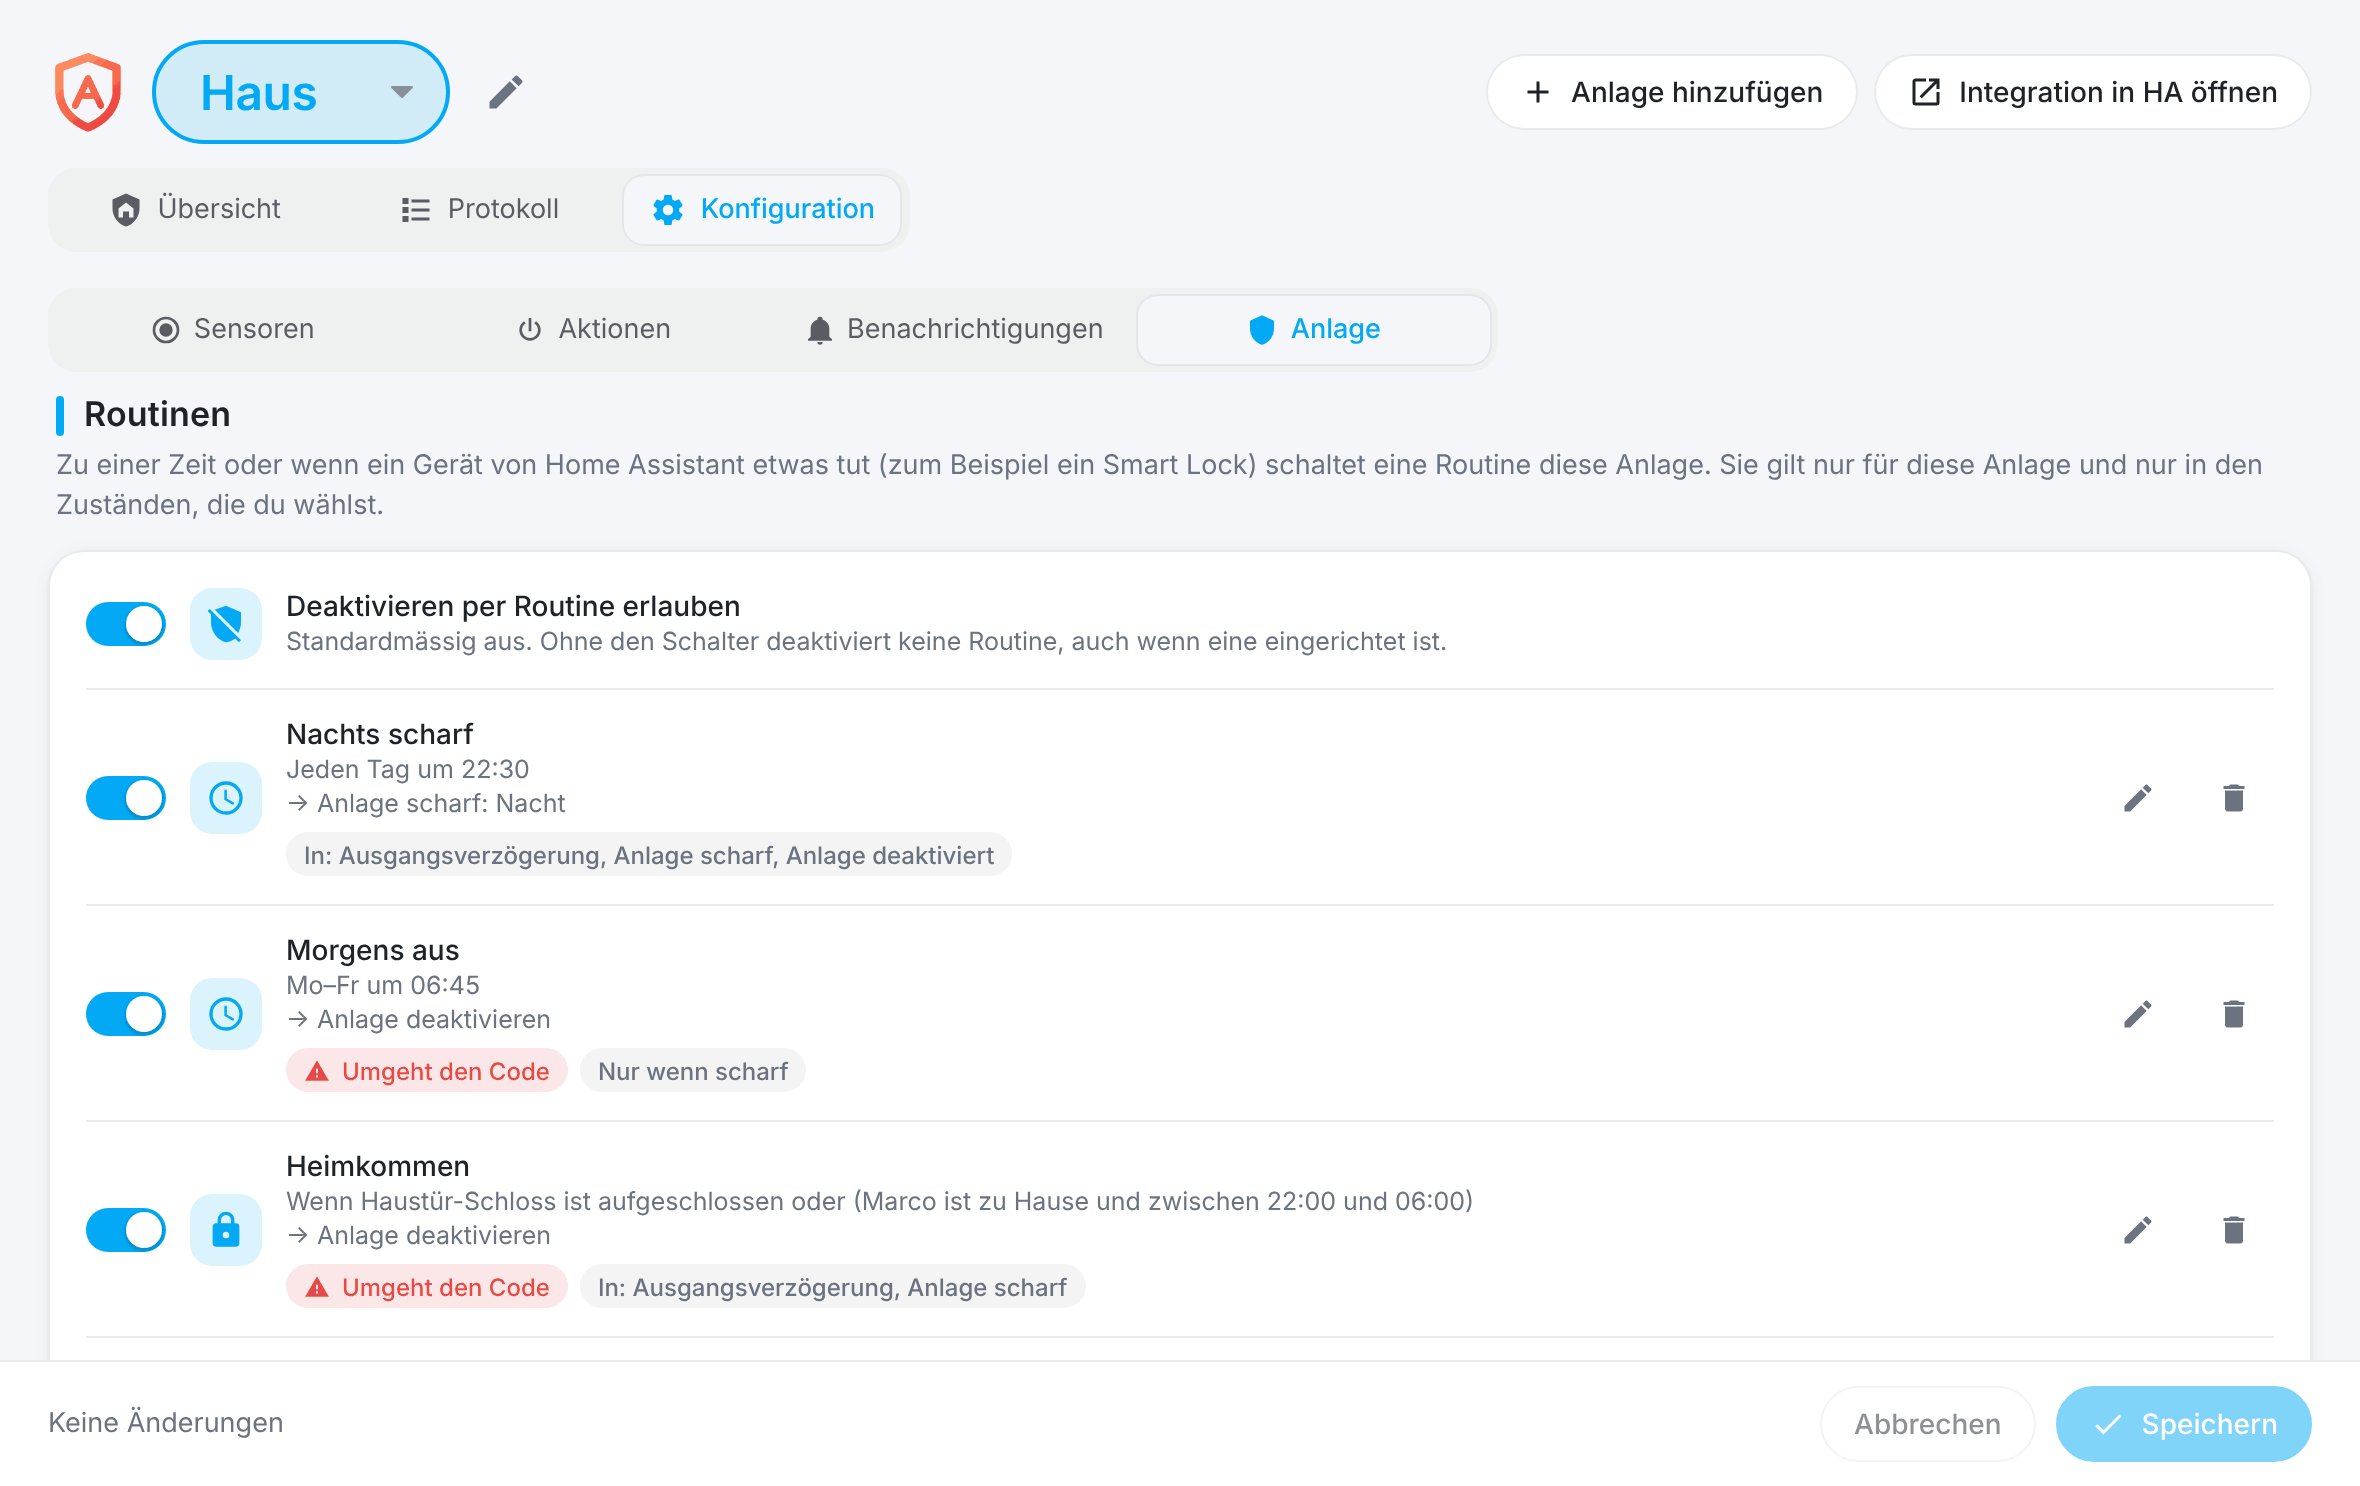 Haus
Anlage hinzufügen
Integration in HA öffnen
Übersicht
Protokoll
Konfiguration
Sensoren
Aktionen
Benachrichtigungen
Anlage
Routinen
Zu einer Zeit oder wenn ein Gerät von Home Assistant etwas tut (zum Beispiel ein Smart Lock) schaltet eine Routine diese Anlage. Sie gilt nur für diese Anlage und nur in den
Zuständen, die du wählst.
Deaktivieren per Routine erlauben
Standardmässig aus. Ohne den Schalter deaktiviert keine Routine, auch wenn eine eingerichtet ist.
Nachts scharf
Jeden Tag um 22:30
→ Anlage scharf: Nacht
In: Ausgangsverzögerung, Anlage scharf, Anlage deaktiviert
Morgens aus
Mo–Fr um 06:45
→ Anlage deaktivieren
Umgeht den Code
Nur wenn scharf
Heimkommen
Wenn Haustür-Schloss ist aufgeschlossen oder (Marco ist zu Hause und zwischen 22:00 und 06:00)
→ Anlage deaktivieren
Umgeht den Code
In: Ausgangsverzögerung, Anlage scharf
Keine Änderungen
Abbrechen
Speichern